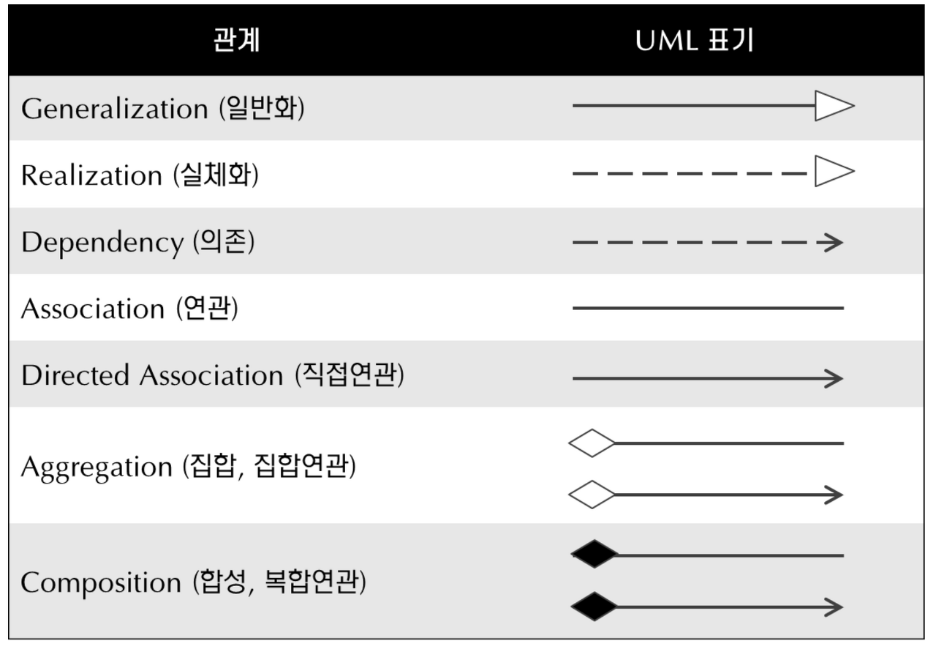 관계 UML 표기
Generalization (일반화)
Realization (실체화)
Dependency (의존)
Association (연관)
Directed Association (직접연관)
Aggregation (집합, 집합연관)
Composition (합성, 복합연관)